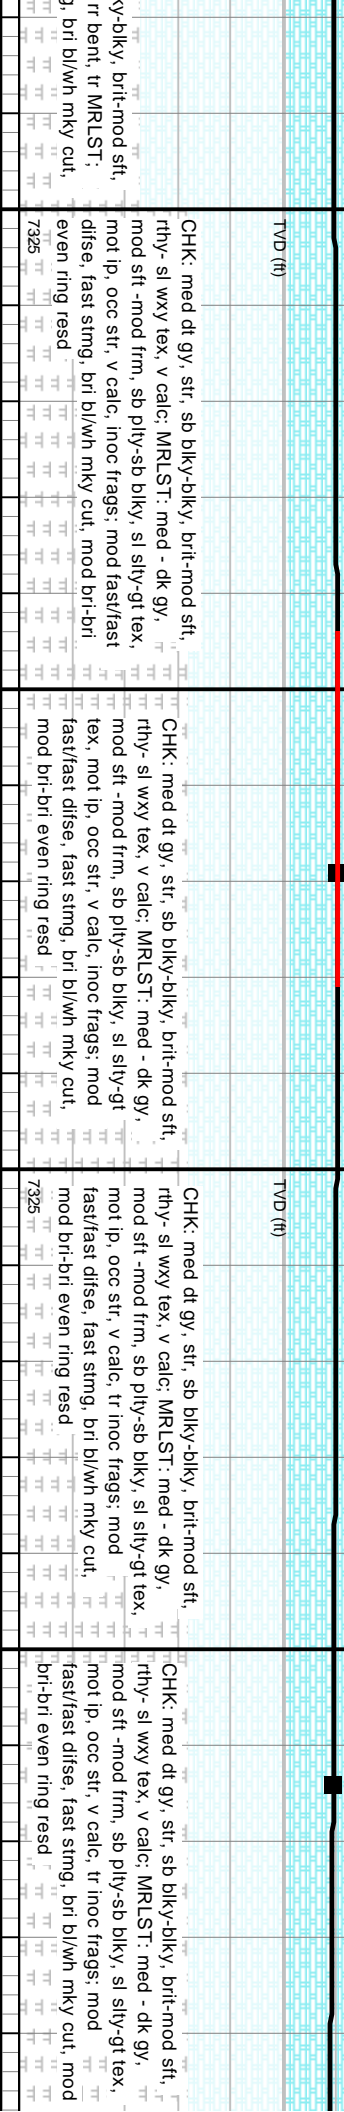 ky-blky, brit-mod sft,
rr bent, tr MRLST;
g, bri bl/wh mky cut,
TVD (ft)
CHK: med dt gy, str, sb blky-blky, brit-mod sft,
rthy- sl wxy tex, v calc; MRLST: med - dk gy,
mod sft -mod frm, sb plty-sb blky, sl slty-gt tex,
mot ip, occ str, v calc, inoc frags; mod fast/fast
difse, fast stmg, bri bl/wh mky cut, mod bri-bri
even ring resd
7325
CHK: med dt gy, str, sb blky-blky, brit-mod sft,
rthy- sl wxy tex, v calc; MRLST: med - dk gy,
mod sft -mod frm, sb plty-sb blky, sl slty-gt
tex, mot ip, occ str, v calc, inoc frags; mod
fast/fast difse, fast stmg, bri bl/wh mky cut,
mod bri-bri even ring resd
TVD (ft)
CHK: med dt gy, str, sb blky-blky, brit-mod sft,
rthy- sl wxy tex, v calc; MRLST: med - dk gy,
mod sft -mod frm, sb plty-sb blky, sl slty-gt tex,
mot ip, occ str, v calc, tr inoc frags; mod
fast/fast difse, fast stmg, bri bl/wh mky cut,
mod bri-bri even ring resd
7325
CHK: med dt gy, str, sb blky-blky, brit-mod sft,
rthy- sl wxy tex, v calc; MRLST: med - dk gy,
mod sft -mod frm, sb plty-sb blky, sl slty-gt tex,
mot ip, occ str, v calc, tr inoc frags; mod
fast/fast difse, fast stmg, bri bl/wh mky cut, mod
bri-bri even ring resd